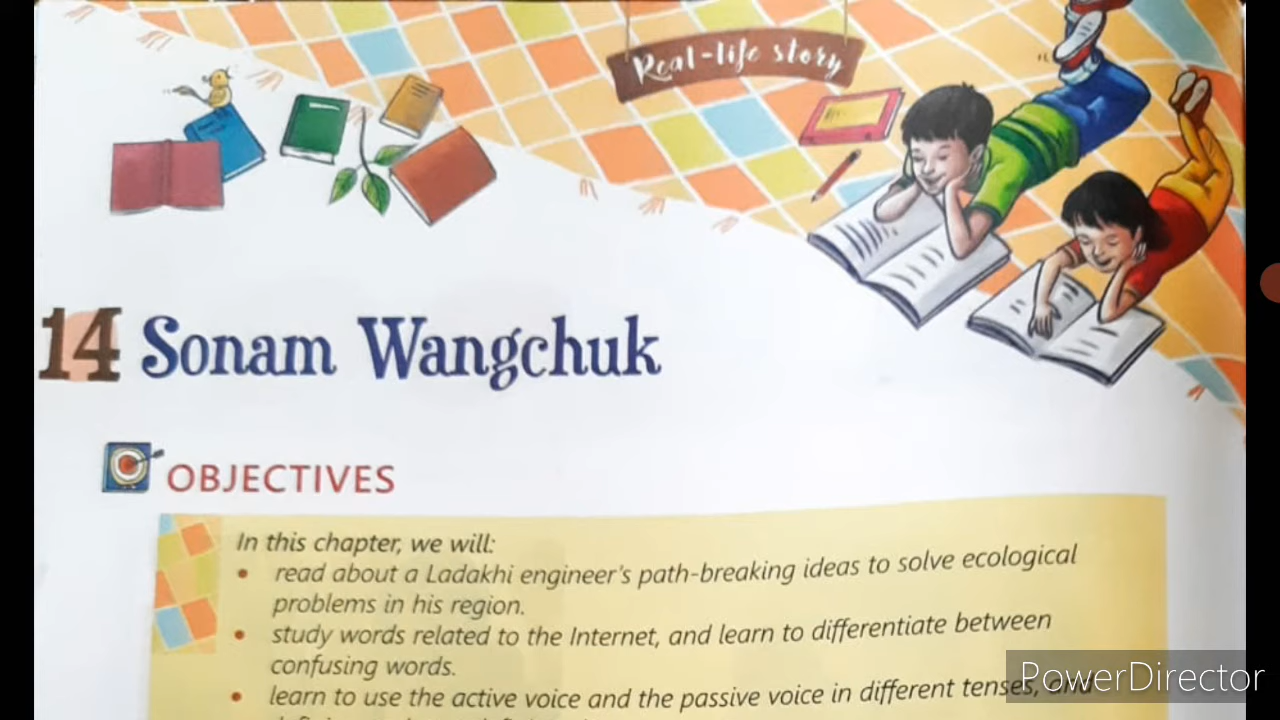 Real-life story
14 Sonam Wangchuk
OBJECTIVES
In this chapter, we will:
• read about a Ladakhi engineer's path-breaking ideas to solve ecological
problems in his region.
• study words related to the Internet, and learn to differentiate between
confusing words.
• learn to use the active voice and the passive voice in different tenses, and
PowerDirector